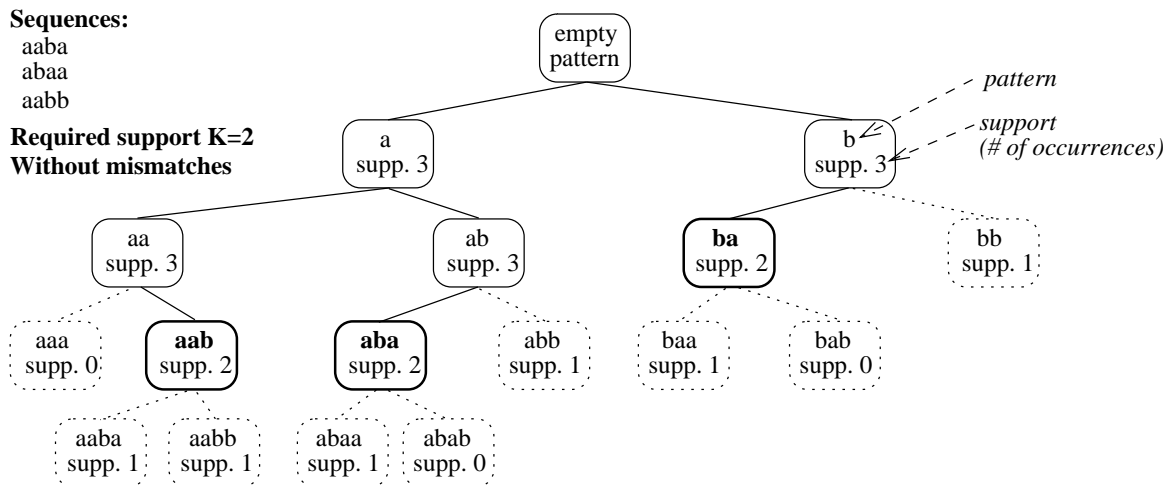 Sequences:
aaba
abaa
aabb
Required support K=2
Without mismatches
empty
pattern
pattern
support
(# of occurrences)
a
supp. 3
b
supp. 3
aa
supp. 3
ab
supp. 3
ba
supp. 2
bb
supp. 1
aaa
supp. 0
aab
supp. 2
aba
supp. 2
abb
supp. 1
baa
supp. 1
bab
supp. 0
aaba
supp. 1
aabb
supp. 1
abaa
supp. 1
abab
supp. 0